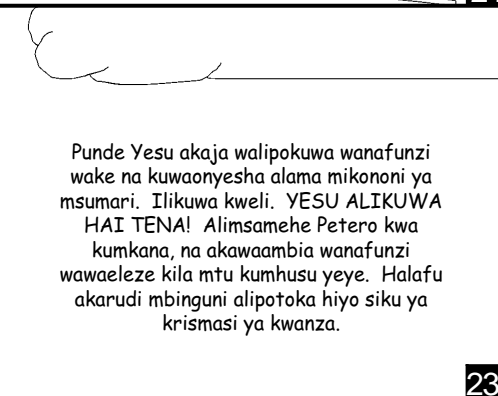 Punde Yesu akaja walipokuwa wanafunzi
wake na kuwaonyesha alama mikononi ya
msumari. Ilikuwa kweli. YESU ALIKUWA
HAI TENA! Alimsamehe Petero kwa
kumkana, na akawaambia wanafunzi
wawaeleze kila mtu kumhusu yeye. Halafu
akarudi mbinguni alipotoka hiyo siku ya
krismasi ya kwanza.
23